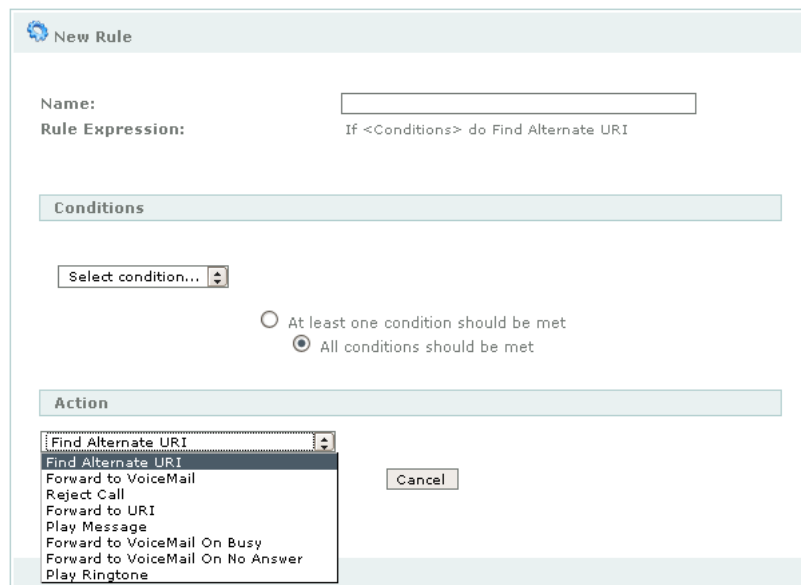 New Rule
Name:
Rule Expression: If <Conditions> do Find Alternate URI
Conditions
Select condition...
At least one condition should be met
All conditions should be met
Action
Find Alternate URI
Find Alternate URI
Forward to VoiceMail
Reject Call
Forward to URI
Play Message
Forward to VoiceMail On Busy
Forward to VoiceMail On No Answer
Play Ringtone
Cancel